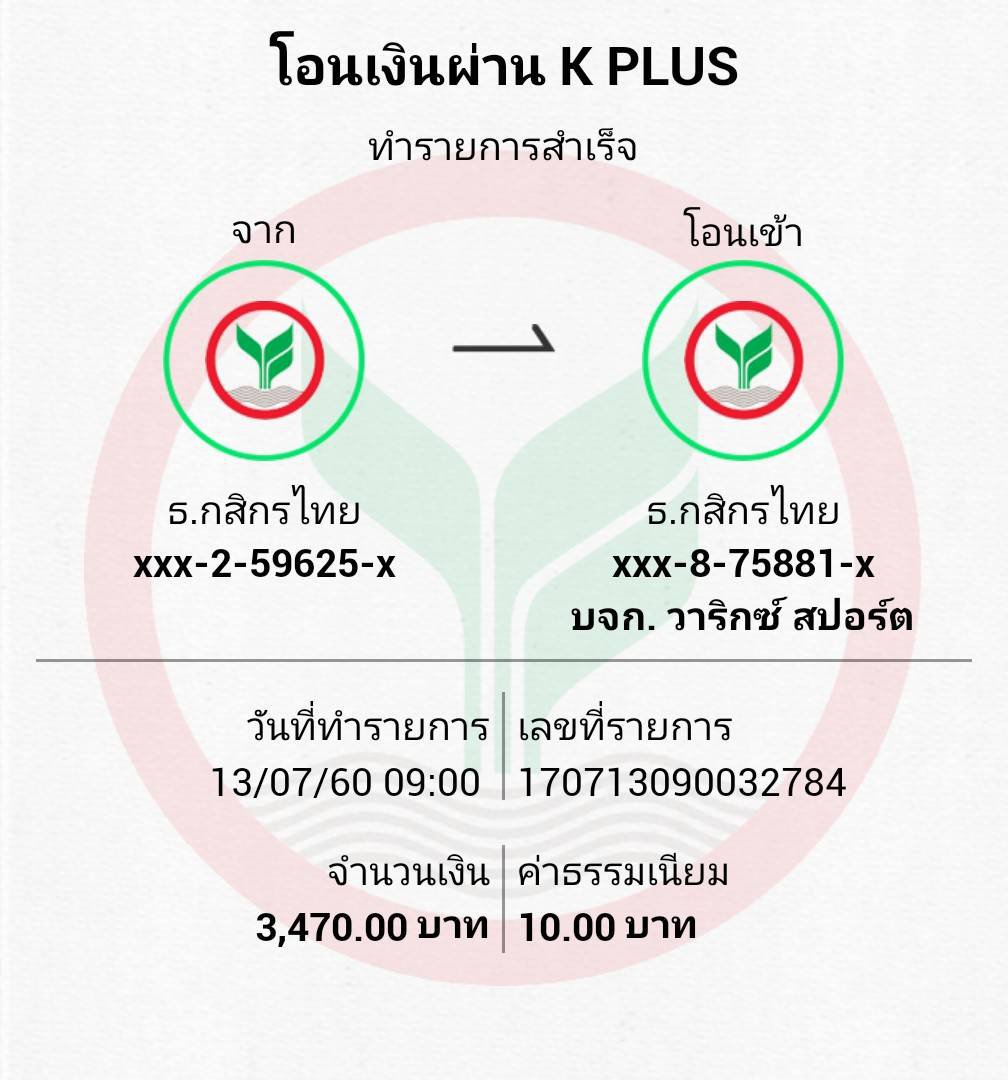 โอนเงินผ่าน K PLUS
ทำรายการสำเร็จ
จาก
โอนเข้า
ธ.กสิกรไทย
xxx-2-59625-x
ธ.กสิกรไทย
xxx-8-75881-x
บจก. วาริกซ์ สปอร์ต
วันที่ทำรายการ
13/07/60 09:00
เลขที่รายการ
170713090032784
จำนวนเงิน
3,470.00 บาท
ค่าธรรมเนียม
10.00 บาท